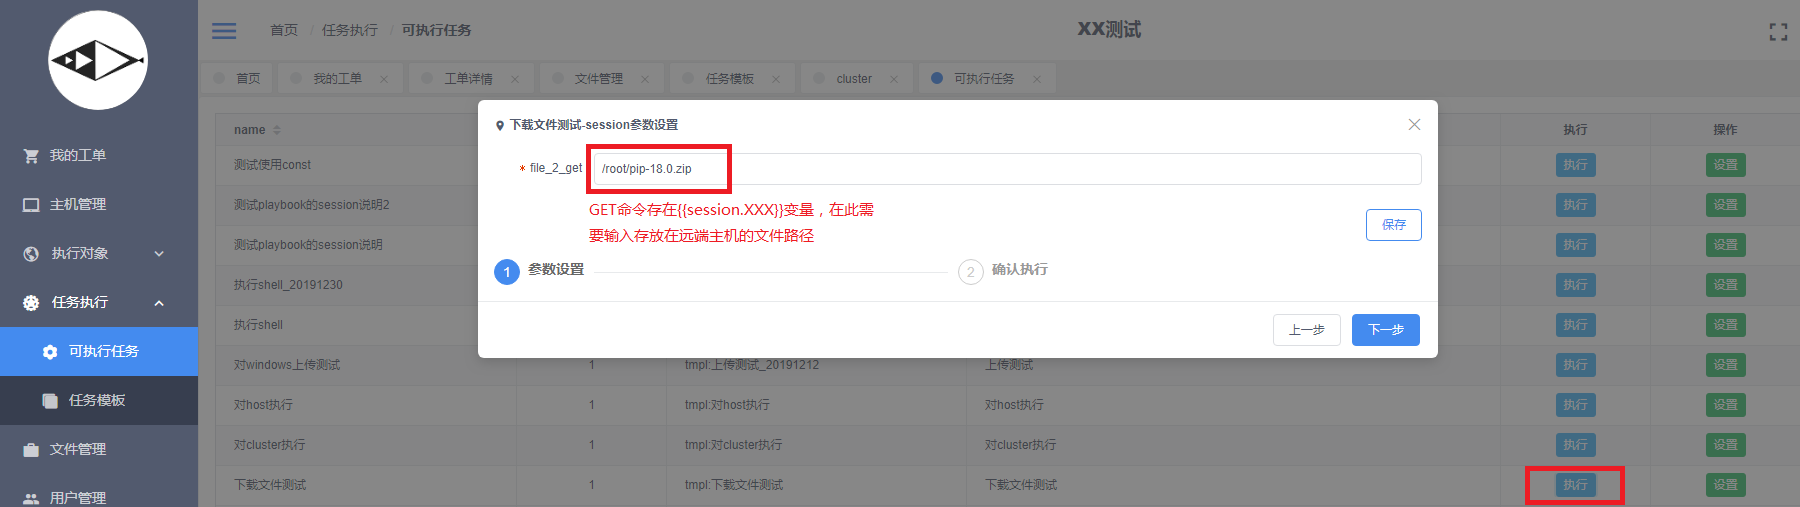 首页 / 任务执行 / 可执行任务
XX测试
首页
我的工单 ×
工单详情 ×
文件管理 ×
任务模板 ×
cluster ×
可执行任务 ×
我的工单
主机管理
执行对象
任务执行
可执行任务
任务模板
文件管理
用户管理
下载文件测试-session参数设置
* file_2_get
/root/pip-18.0.zip
GET命令存在{{session.XXX}}变量，在此需
要输入存放在远端主机的文件路径
保存
1 参数设置
2 确认执行
上一步
下一步
name 执行 操作
测试使用const 执行 设置
测试playbook的session说明2 执行 设置
测试playbook的session说明 执行 设置
执行shell_20191230 执行 设置
执行shell 执行 设置
对windows上传测试 1 tmpl:上传测试_20191212 上传测试 执行 设置
对host执行 1 tmpl:对host执行 对host执行 执行 设置
对cluster执行 1 tmpl:对cluster执行 对cluster执行 执行 设置
下载文件测试 1 tmpl:下载文件测试 下载文件测试 执行 设置